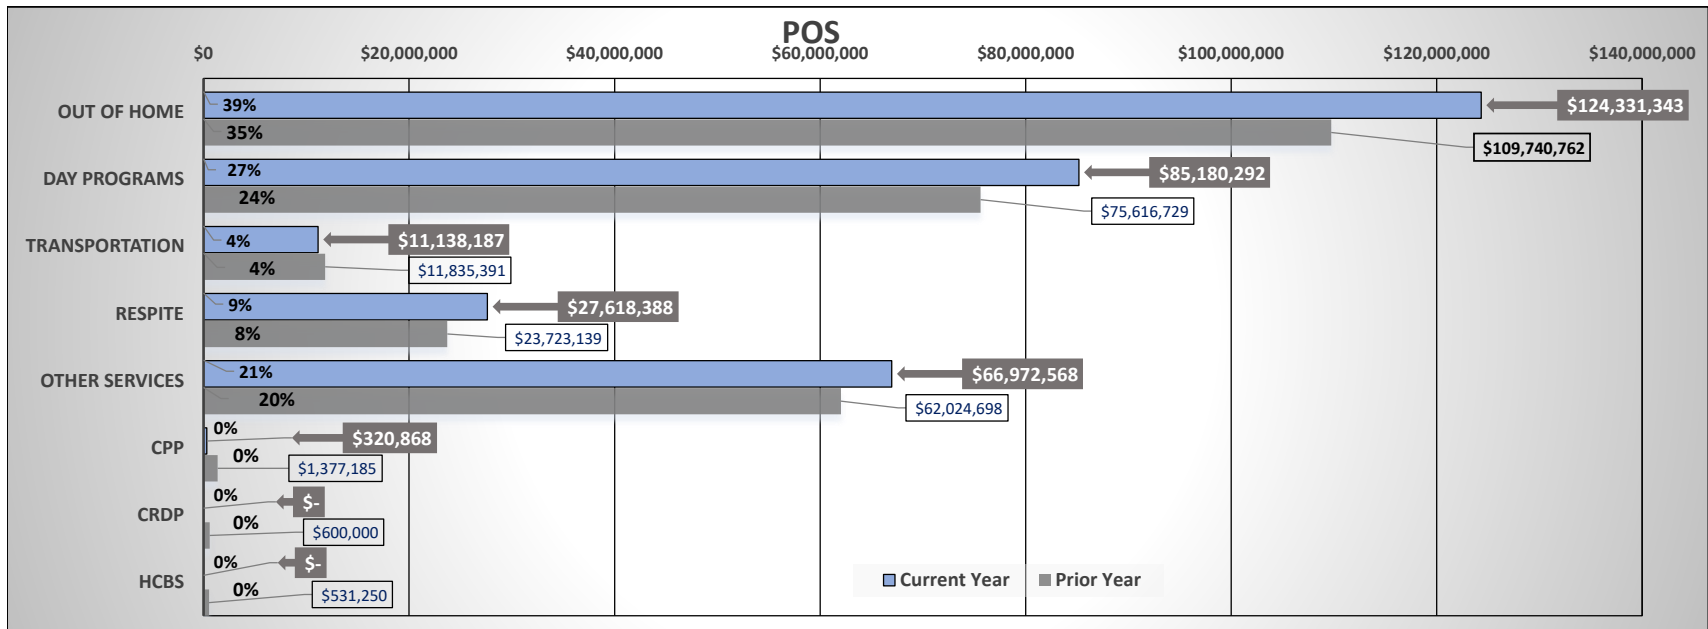 POS
$0 $20,000,000 $40,000,000 $60,000,000 $80,000,000 $100,000,000 $120,000,000 $140,000,000
OUT OF HOME
39%
$124,331,343
35%
$109,740,762
DAY PROGRAMS
27%
$85,180,292
24%
$75,616,729
TRANSPORTATION
4%
$11,138,187
4%
$11,835,391
RESPITE
9%
$27,618,388
8%
$23,723,139
OTHER SERVICES
21%
$66,972,568
20%
$62,024,698
CPP
0%
$320,868
0%
$1,377,185
CRDP
0%
$-
0%
$600,000
HCBS
0%
$-
0%
$531,250
Current Year Prior Year